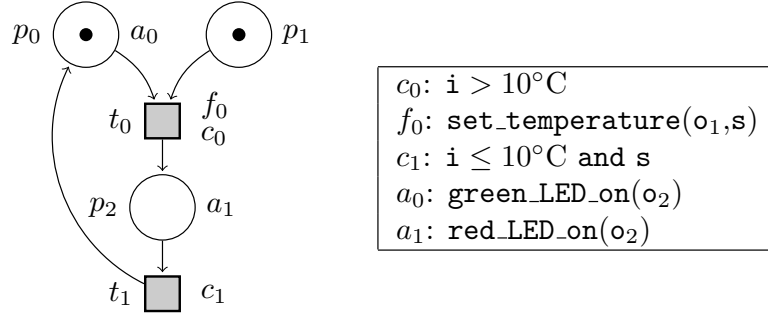 p₀ a₀ p₁
t₀ f₀
c₀
p₂ a₁
t₁ c₁
c₀: i > 10°C
f₀: set_temperature(o₁,s)
c₁: i ≤ 10°C and s
a₀: green_LED_on(o₂)
a₁: red_LED_on(o₂)